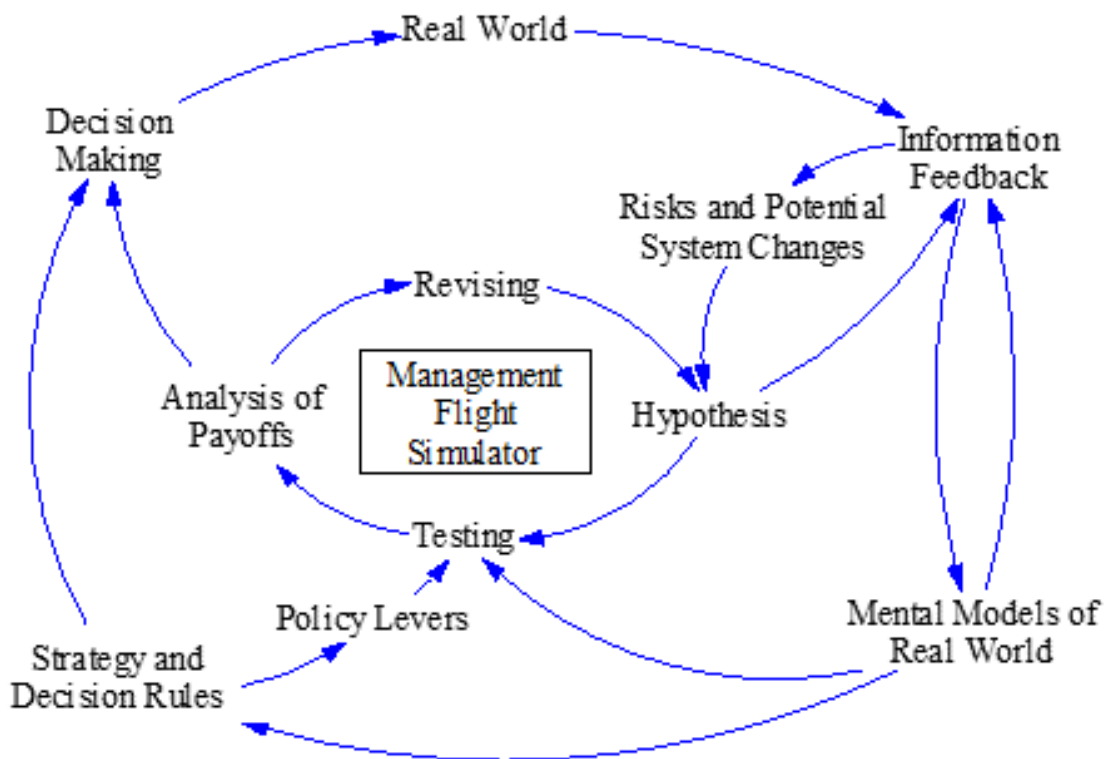 Real World
Decision
Making
Information
Feedback
Risks and Potential
System Changes
Revising
Management
Flight
Simulator
Analysis of
Payoffs
Hypothesis
Testing
Policy Levers
Mental Models of
Real World
Strategy and
Decision Rules